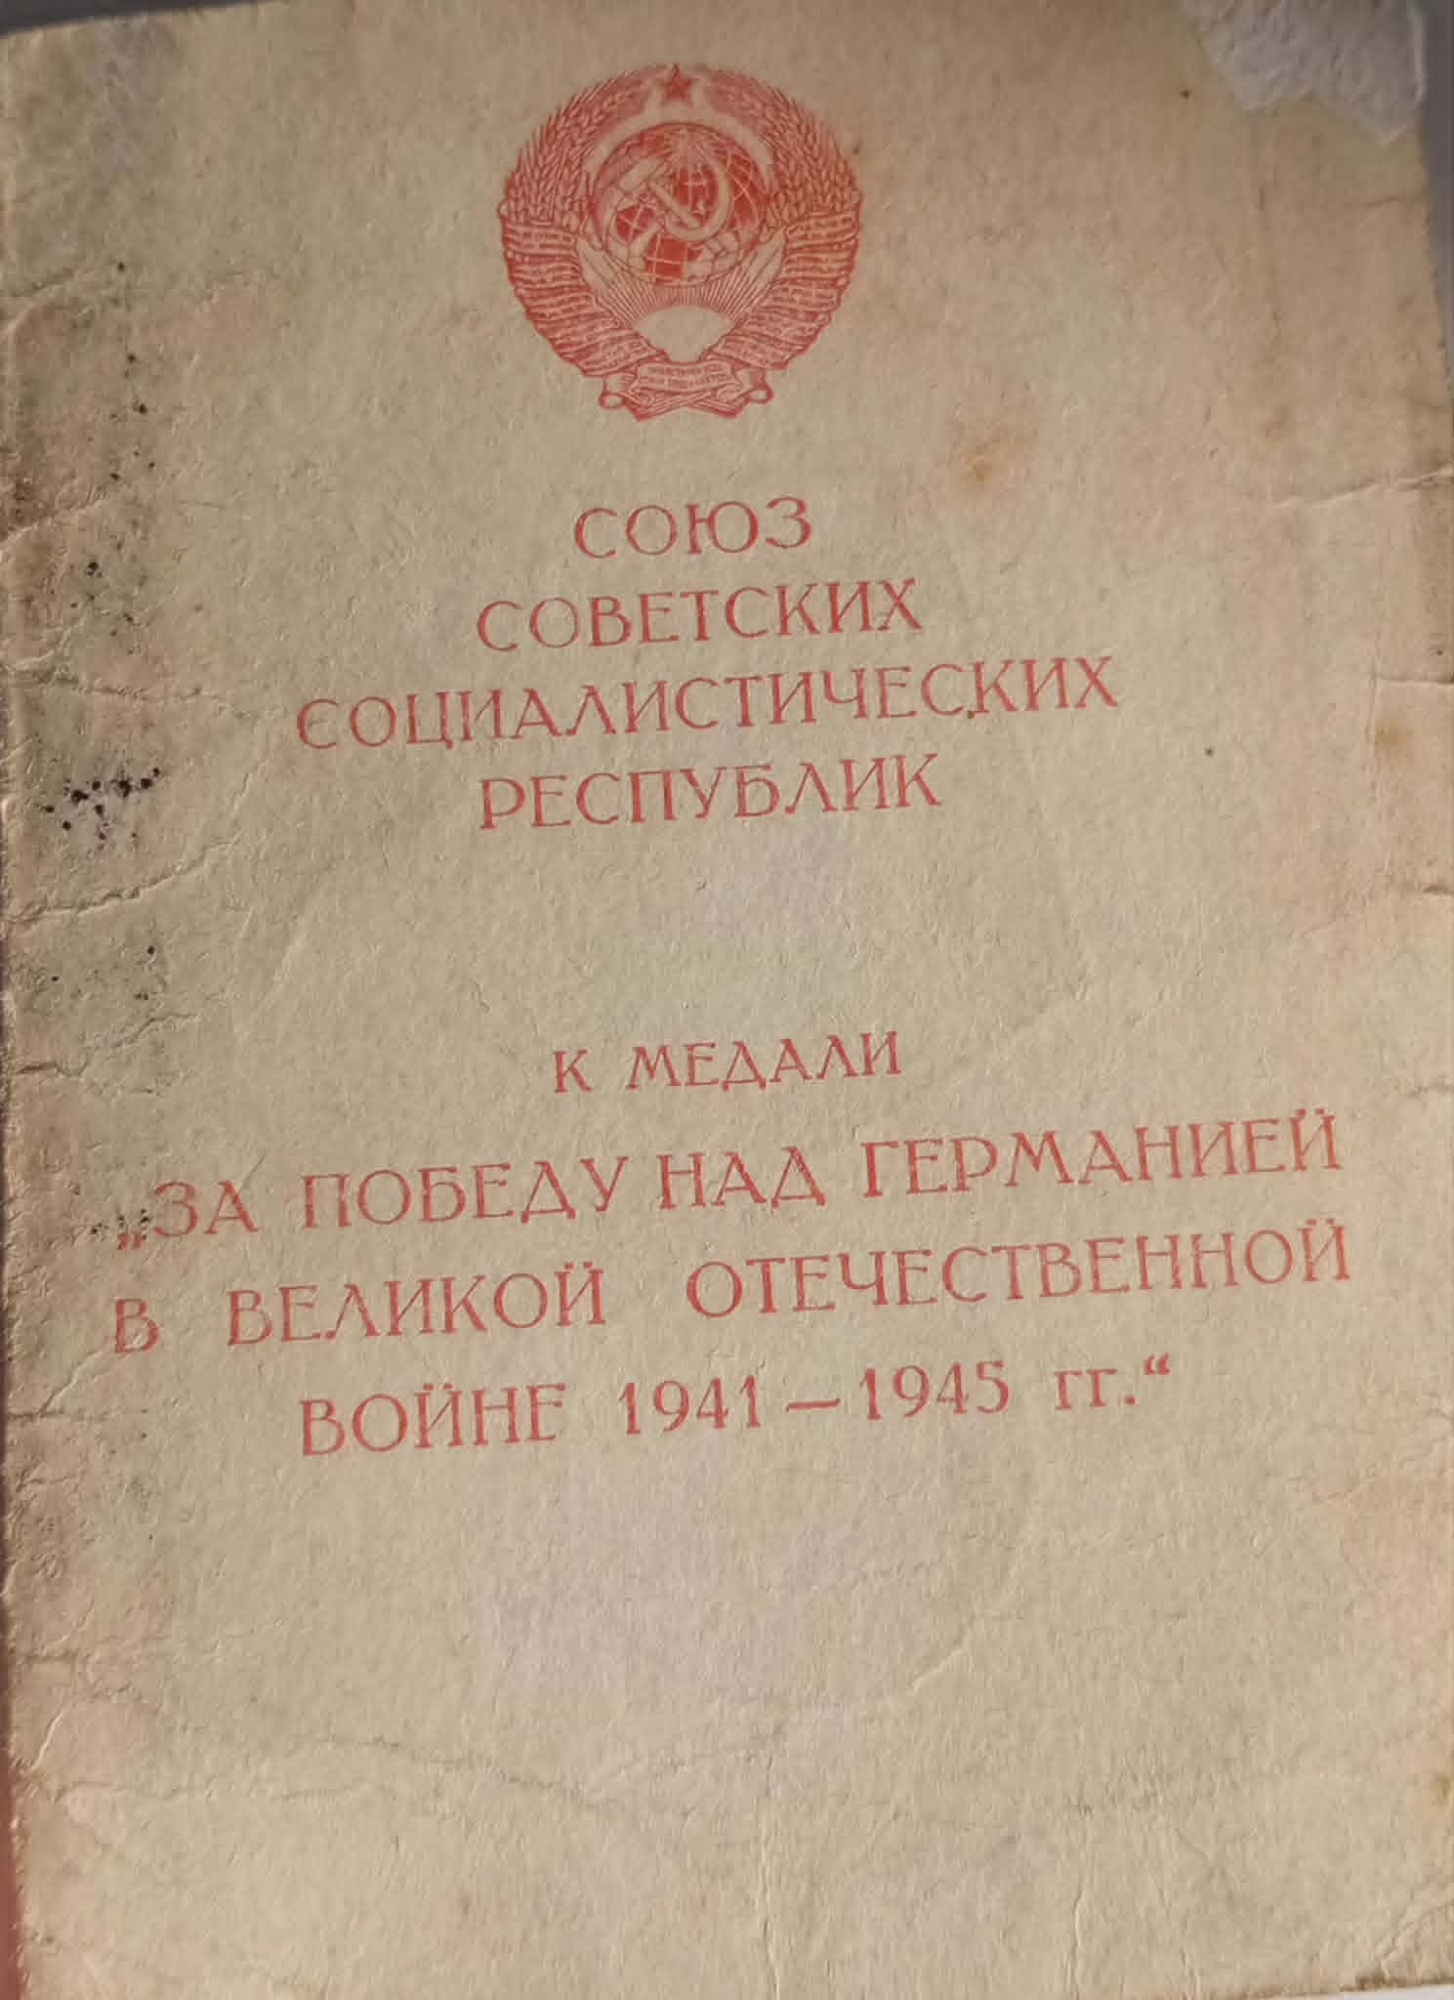 СОЮЗ
СОВЕТСКИХ
СОЦИАЛИСТИЧЕСКИХ
РЕСПУБЛИК
К МЕДАЛИ
„ЗА ПОБЕДУ НАД ГЕРМАНИЕЙ
В ВЕЛИКОЙ ОТЕЧЕСТВЕННОЙ
ВОЙНЕ 1941 — 1945 гг.“